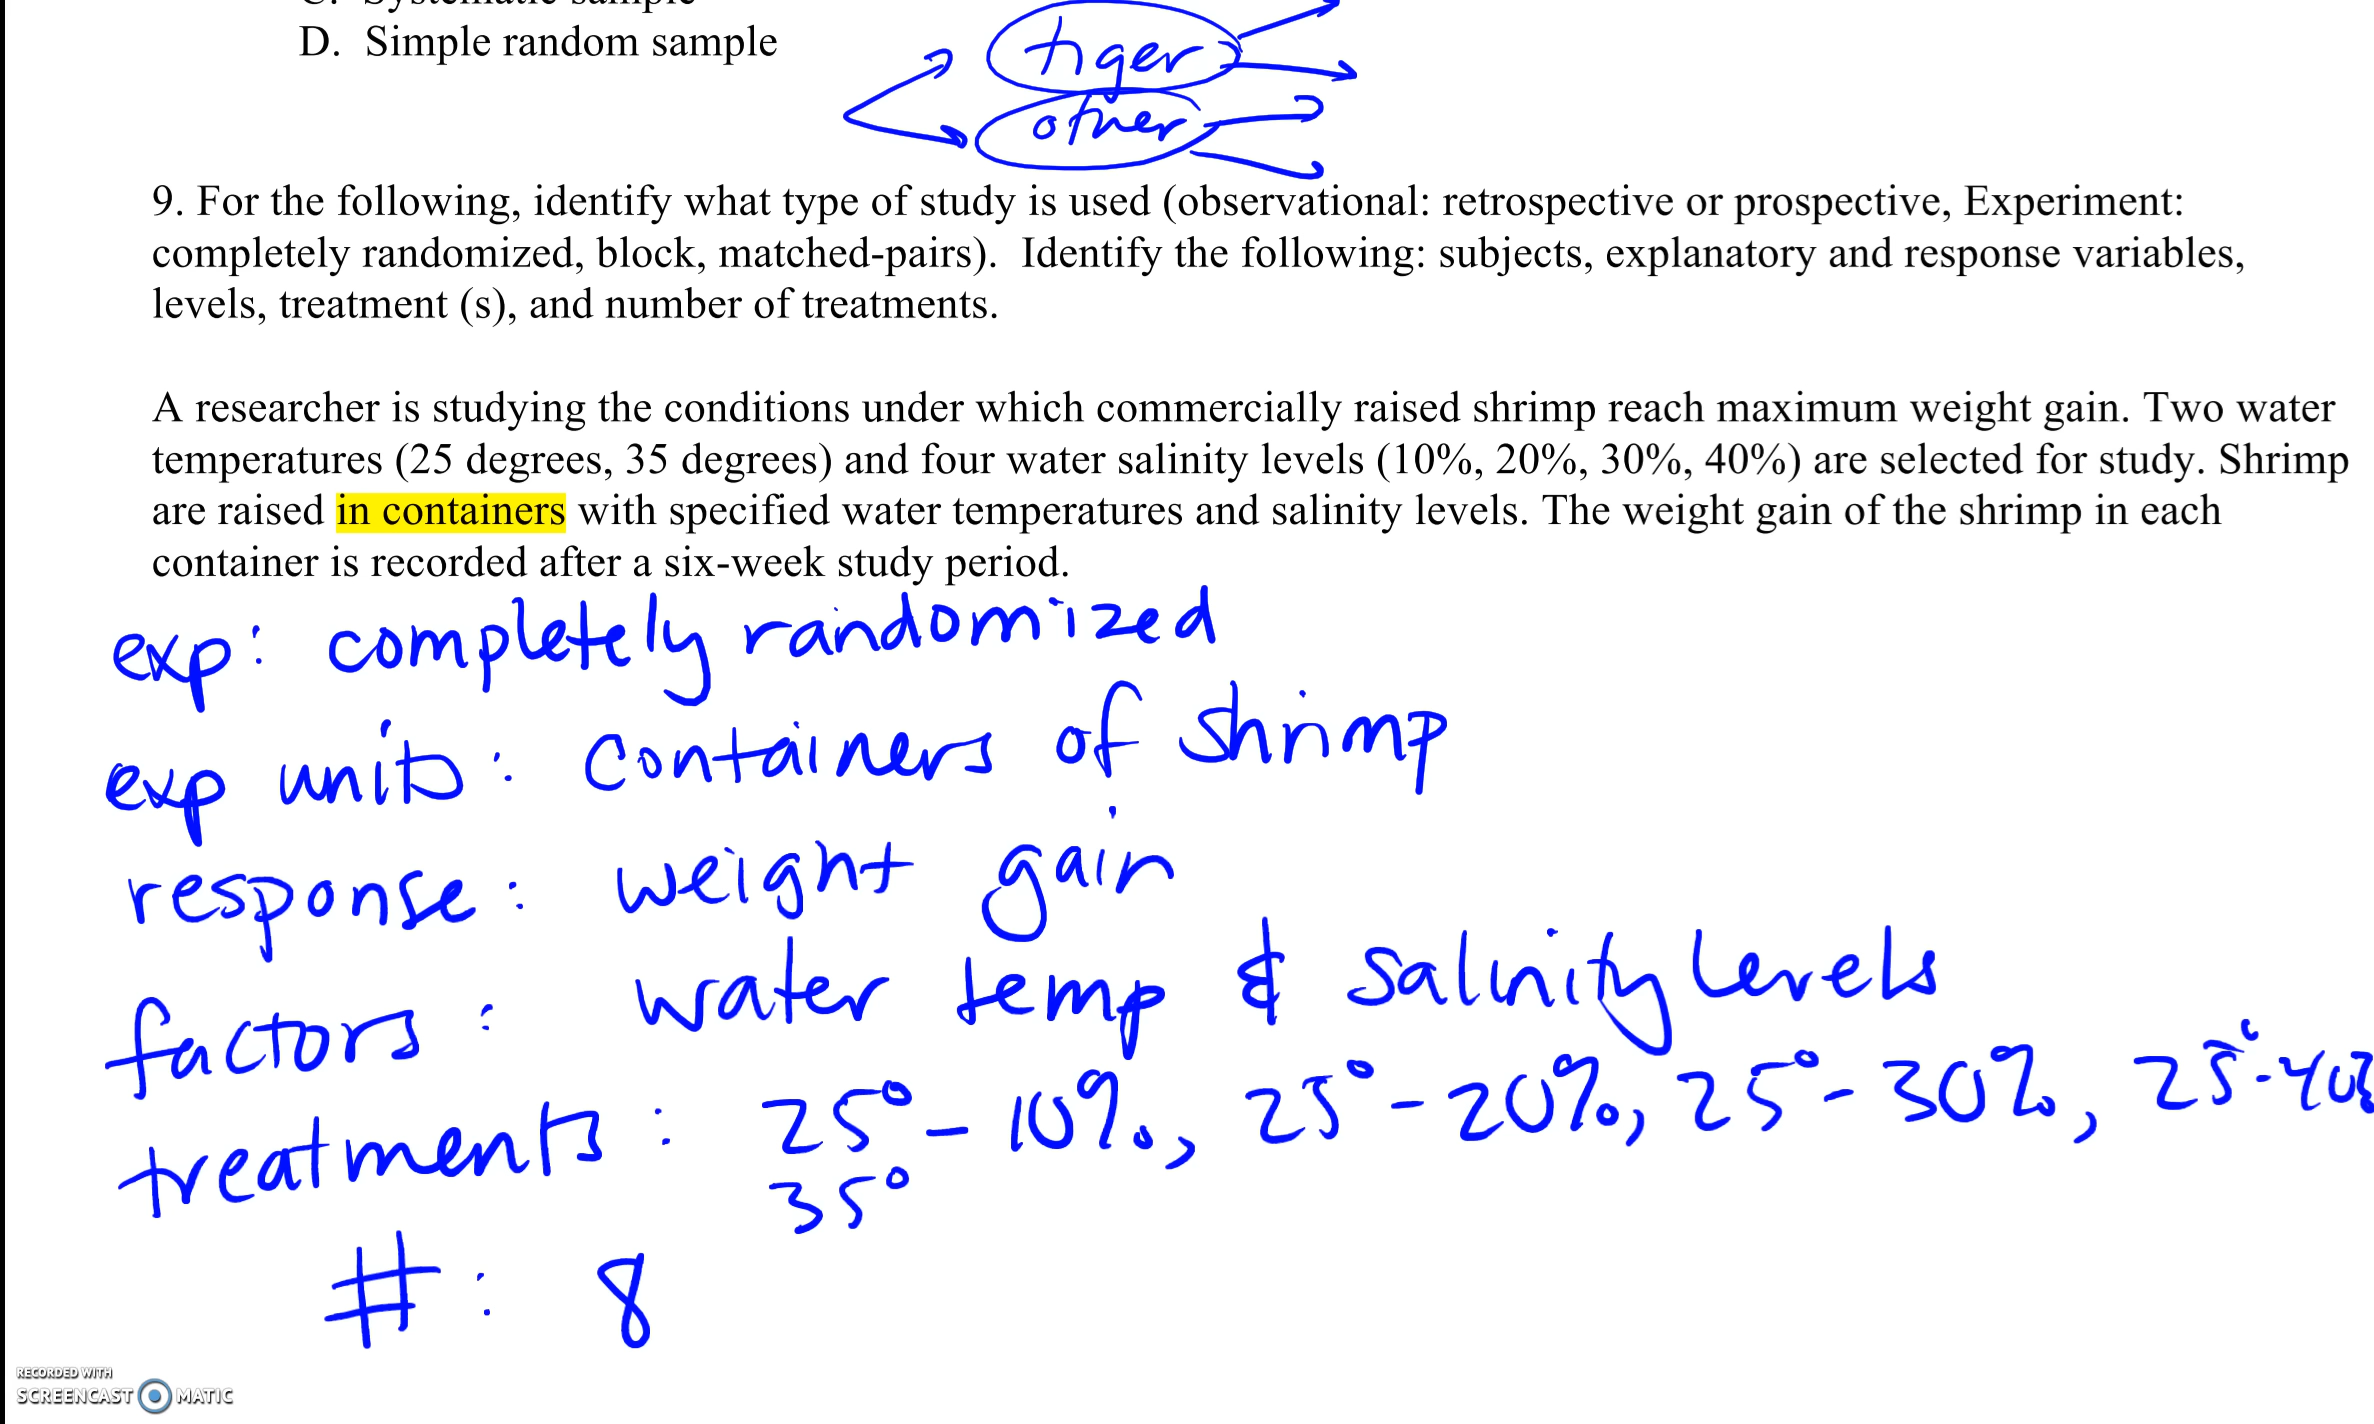 D. Simple random sample
tiger
other
9. For the following, identify what type of study is used (observational: retrospective or prospective, Experiment:
completely randomized, block, matched-pairs).  Identify the following: subjects, explanatory and response variables,
levels, treatment (s), and number of treatments.
A researcher is studying the conditions under which commercially raised shrimp reach maximum weight gain. Two water
temperatures (25 degrees, 35 degrees) and four water salinity levels (10%, 20%, 30%, 40%) are selected for study. Shrimp
are raised in containers with specified water temperatures and salinity levels. The weight gain of the shrimp in each
container is recorded after a six-week study period.
exp: completely randomized
exp units: containers of shrimp
response: weight gain
factors: water temp & salinity levels
treatments: 25° - 10%, 25° - 20%, 25° - 30%, 25° - 40%
35°
#: 8
RECORDED WITH
SCREENCAST MATIC